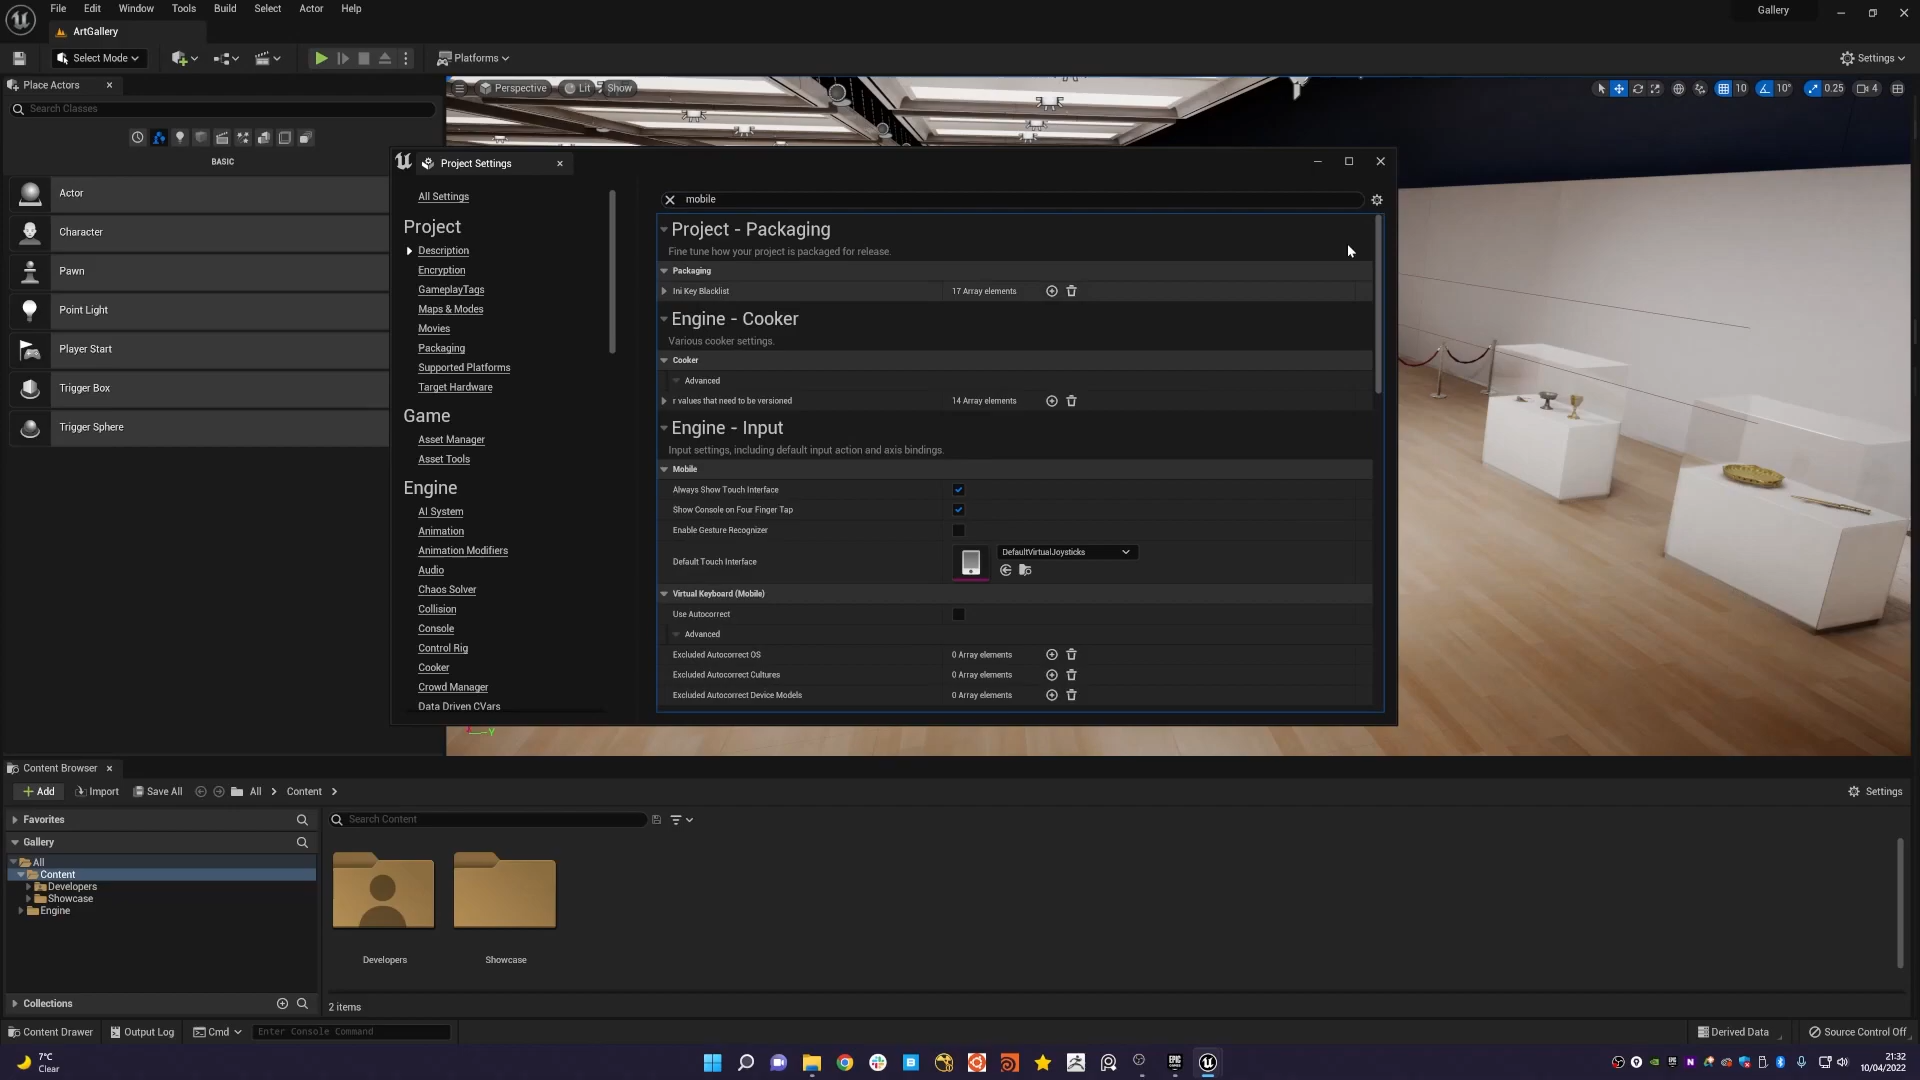 File Edit Window Tools Build Select Actor Help
Gallery
ArtGallery
Select Mode
Platforms
Settings
Place Actors
Perspective Lit Show
10 10° 0.25 4
Search Classes
BASIC
Actor
Character
Pawn
Point Light
Player Start
Trigger Box
Trigger Sphere
Project Settings
All Settings
Project
Description
Encryption
GameplayTags
Maps & Modes
Movies
Packaging
Supported Platforms
Target Hardware
Game
Asset Manager
Asset Tools
Engine
AI System
Animation
Animation Modifiers
Audio
Chaos Solver
Collision
Console
Control Rig
Cooker
Crowd Manager
Data Driven CVars
mobile
Project - Packaging
Fine tune how your project is packaged for release.
Packaging
Ini Key Blacklist 17 Array elements
Engine - Cooker
Various cooker settings.
Cooker
Advanced
r values that need to be versioned 14 Array elements
Engine - Input
Input settings, including default input action and axis bindings.
Mobile
Always Show Touch Interface
Show Console on Four Finger Tap
Enable Gesture Recognizer
Default Touch Interface DefaultVirtualJoysticks
Virtual Keyboard (Mobile)
Use Autocorrect
Advanced
Excluded Autocorrect OS 0 Array elements
Excluded Autocorrect Cultures 0 Array elements
Excluded Autocorrect Device Models 0 Array elements
Y
Content Browser
Add Import Save All All Content
Settings
Favorites
Search Content
Gallery
All
Content
Developers
Showcase
Engine
Developers
Showcase
Collections
2 items
Content Drawer Output Log Cmd Enter Console Command
Derived Data Source Control Off
7°C
Clear
21:32
10/04/2022